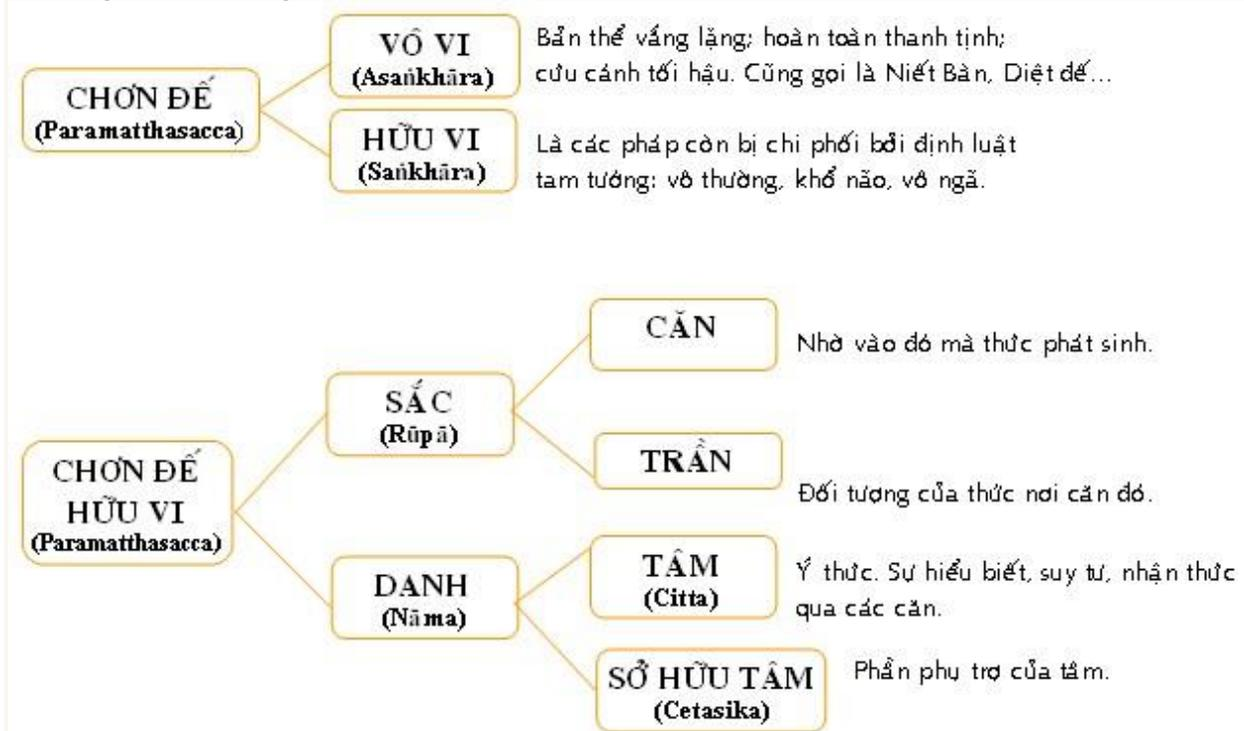 CHƠN ĐẾ
(Paramatthasacca)
VÔ VI
(Asaṅkhāra)
Bản thể vắng lặng; hoàn toàn thanh tịnh;
cưu cánh tối hậu. Cũng gọi là Niết Bàn, Diệt đế...
HỮU VI
(Saṅkhāra)
Là các pháp còn bị chi phối bởi định luật
tam tướng: vô thường, khổ não, vô ngã.
CHƠN ĐẾ
HỮU VI
(Paramatthasacca)
SẮC
(Rūpā)
CĂN
Nhờ vào đó mà thức phát sinh.
TRẦN
Đối tượng của thức nơi căn đó.
DANH
(Nāma)
TÂM
(Citta)
Ý thức. Sự hiểu biết, suy tư, nhận thức
qua các căn.
SỞ HỮU TÂM
(Cetasika)
Phần phụ trợ của tâm.